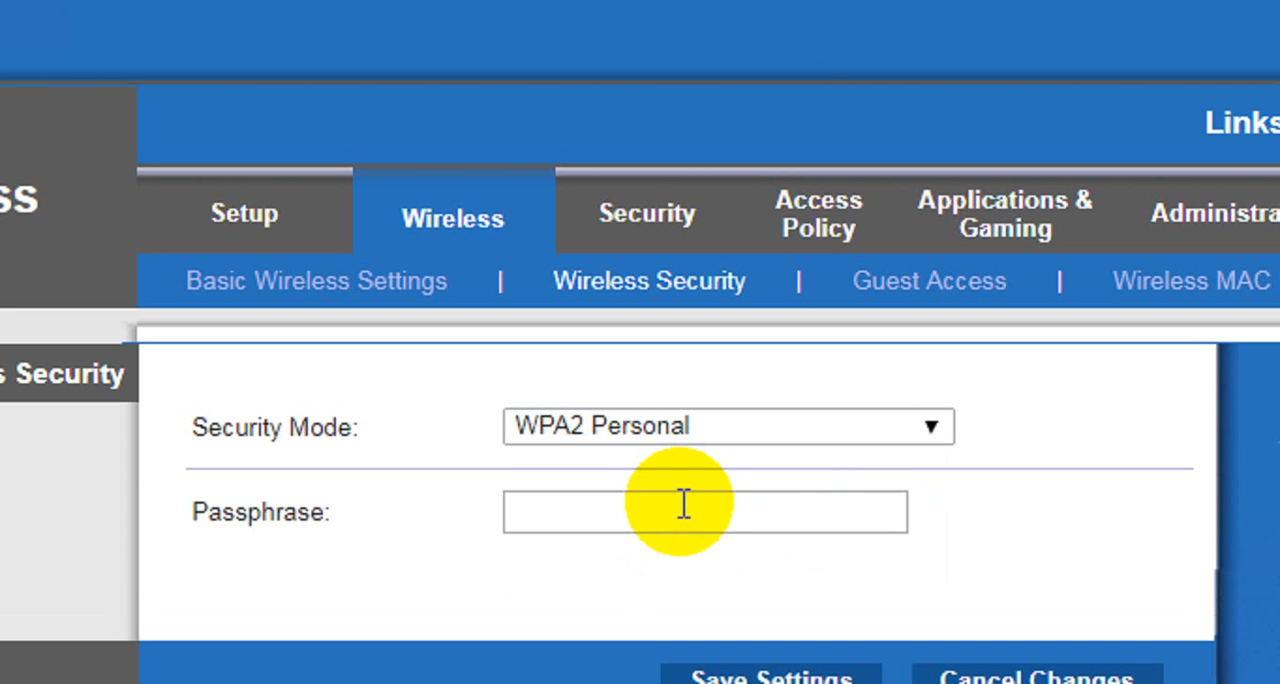 Links
ss
Setup
Wireless
Security
Access
Policy
Applications &
Gaming
Administra
Basic Wireless Settings | Wireless Security | Guest Access | Wireless MAC
s Security
Security Mode: WPA2 Personal
Passphrase:
Save Settings Cancel Changes